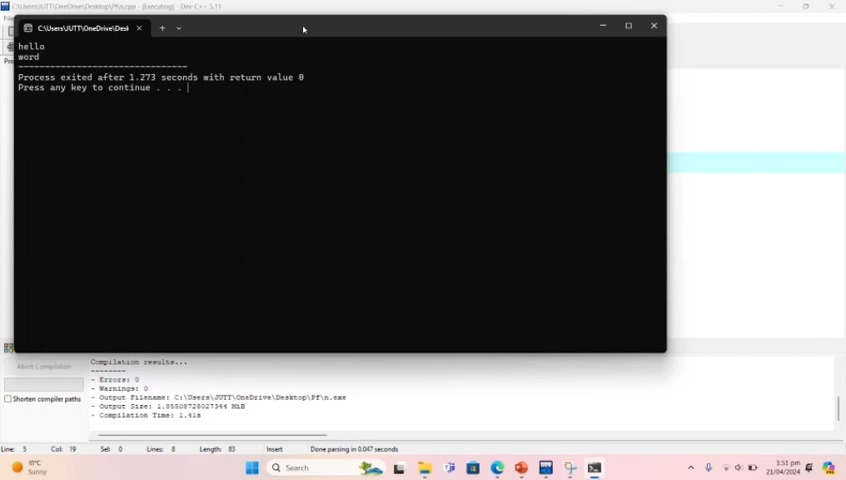 C:\Users\JUTT\OneDrive\Desktop\Pf\n.cpp - [Executing] - Dev-C++ 5.11
C:\Users\JUTT\OneDrive\Desk
hello
word
--------------------------------
Process exited after 1.273 seconds with return value 0
Press any key to continue . . .
Compilation results...
--------
- Errors: 0
- Warnings: 0
- Output Filename: C:\Users\JUTT\OneDrive\Desktop\Pf\n.exe
- Output Size: 1.85508728027344 MiB
- Compilation Time: 1.41s
Abort Compilation
Shorten compiler paths
Line: 5 Col: 19 Sel: 0 Lines: 8 Length: 83 Insert Done parsing in 0.047 seconds
31°C
Sunny
Search
1:51 pm
21/04/2024